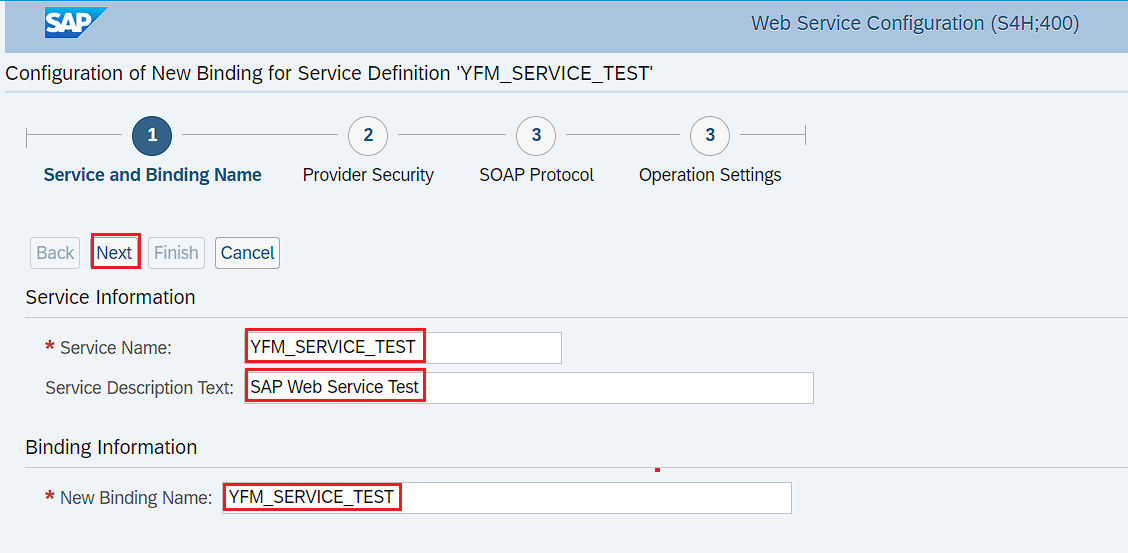 SAP
Web Service Configuration (S4H;400)
Configuration of New Binding for Service Definition 'YFM_SERVICE_TEST'
1 2 3 3
Service and Binding Name Provider Security SOAP Protocol Operation Settings
Back Next Finish Cancel
Service Information
* Service Name: YFM_SERVICE_TEST
Service Description Text: SAP Web Service Test
Binding Information
* New Binding Name: YFM_SERVICE_TEST